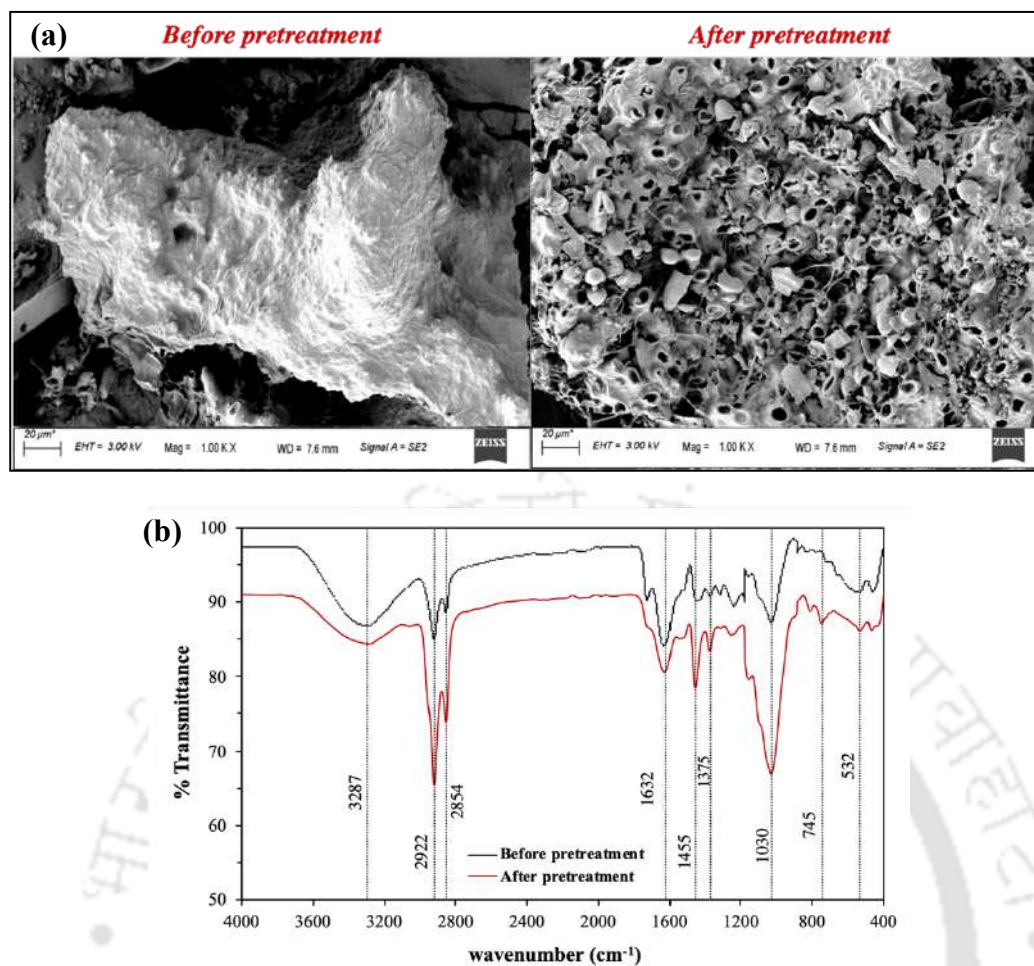 (a)
Before pretreatment
After pretreatment
20 µm*
EHT = 3.00 kV
Mag = 1.00 K X
WD = 7.6 mm
Signal A = SE2
ZEISS
20 µm*
EHT = 3.00 kV
Mag = 1.00 K X
WD = 7.6 mm
Signal A = SE2
ZEISS
(b)
% Transmittance
100
90
80
70
60
50
3287
2922
2854
1632
1455
1375
1030
745
532
Before pretreatment
After pretreatment
4000 3600 3200 2800 2400 2000 1600 1200 800 400
wavenumber (cm⁻¹)